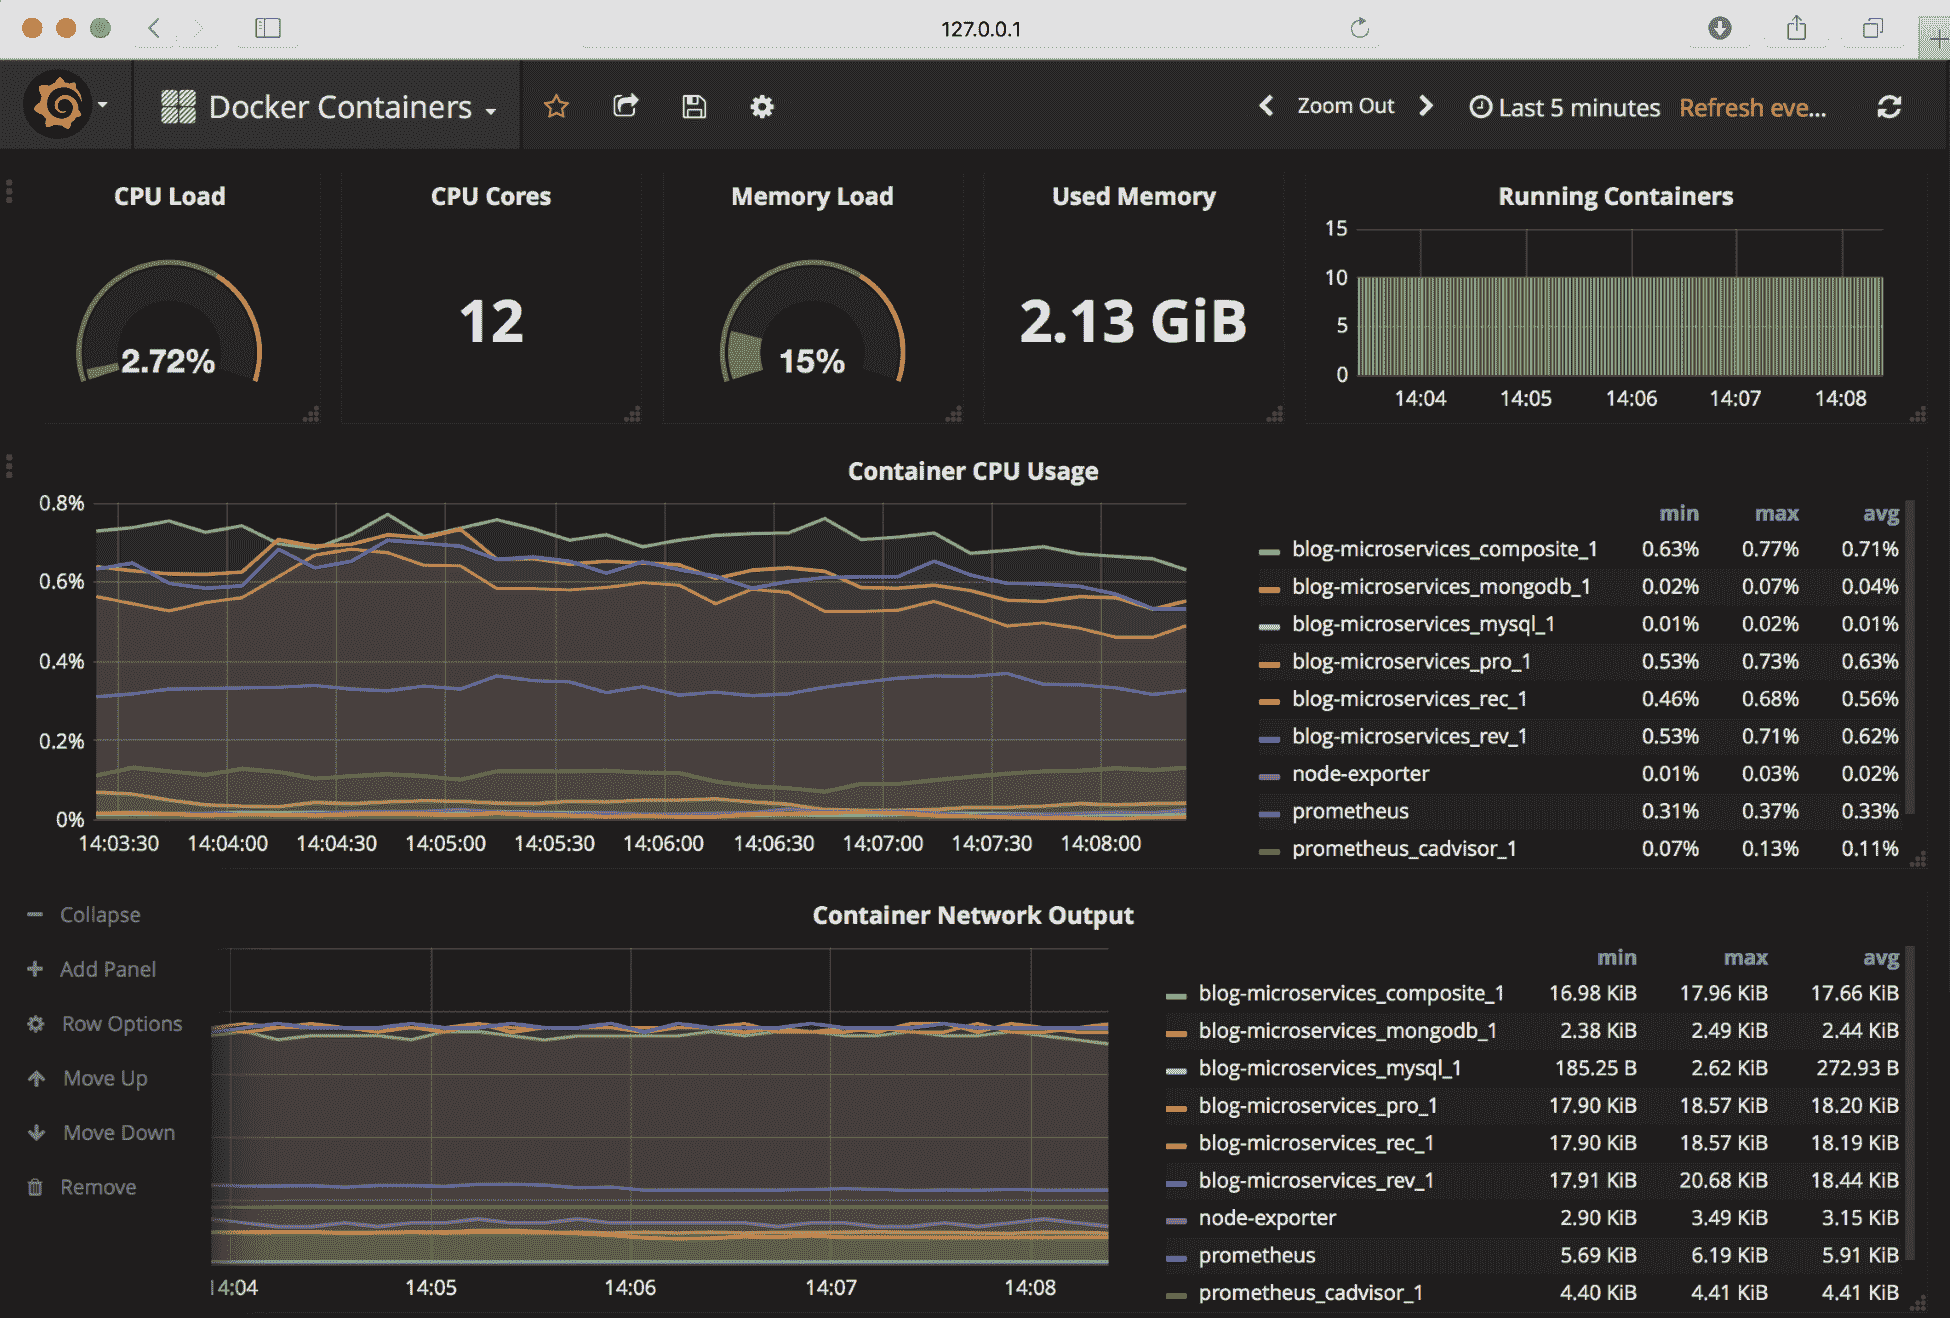 127.0.0.1
Docker Containers
Zoom Out
Last 5 minutes
Refresh eve...
CPU Load
2.72%
CPU Cores
12
Memory Load
15%
Used Memory
2.13 GiB
Running Containers
15
10
5
0
14:04 14:05 14:06 14:07 14:08
Container CPU Usage
0.8%
0.6%
0.4%
0.2%
0%
14:03:30 14:04:00 14:04:30 14:05:00 14:05:30 14:06:00 14:06:30 14:07:00 14:07:30 14:08:00
min max avg
blog-microservices_composite_1 0.63% 0.77% 0.71%
blog-microservices_mongodb_1 0.02% 0.07% 0.04%
blog-microservices_mysql_1 0.01% 0.02% 0.01%
blog-microservices_pro_1 0.53% 0.73% 0.63%
blog-microservices_rec_1 0.46% 0.68% 0.56%
blog-microservices_rev_1 0.53% 0.71% 0.62%
node-exporter 0.01% 0.03% 0.02%
prometheus 0.31% 0.37% 0.33%
prometheus_cadvisor_1 0.07% 0.13% 0.11%
Collapse
Add Panel
Row Options
Move Up
Move Down
Remove
Container Network Output
14:04 14:05 14:06 14:07 14:08
min max avg
blog-microservices_composite_1 16.98 KiB 17.96 KiB 17.66 KiB
blog-microservices_mongodb_1 2.38 KiB 2.49 KiB 2.44 KiB
blog-microservices_mysql_1 185.25 B 2.62 KiB 272.93 B
blog-microservices_pro_1 17.90 KiB 18.57 KiB 18.20 KiB
blog-microservices_rec_1 17.90 KiB 18.57 KiB 18.19 KiB
blog-microservices_rev_1 17.91 KiB 20.68 KiB 18.44 KiB
node-exporter 2.90 KiB 3.49 KiB 3.15 KiB
prometheus 5.69 KiB 6.19 KiB 5.91 KiB
prometheus_cadvisor_1 4.40 KiB 4.41 KiB 4.41 KiB